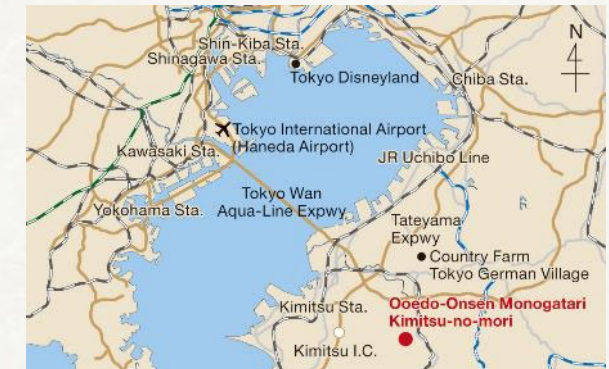 N
Shin-Kiba Sta.
Shinagawa Sta.
Tokyo Disneyland
Chiba Sta.
Tokyo International Airport
(Haneda Airport)
Kawasaki Sta.
JR Uchibo Line
Tokyo Wan
Aqua-Line Expwy
Yokohama Sta.
Tateyama
Expwy
Country Farm
Tokyo German Village
Kimitsu Sta.
Ooedo-Onsen Monogatari
Kimitsu-no-mori
Kimitsu I.C.